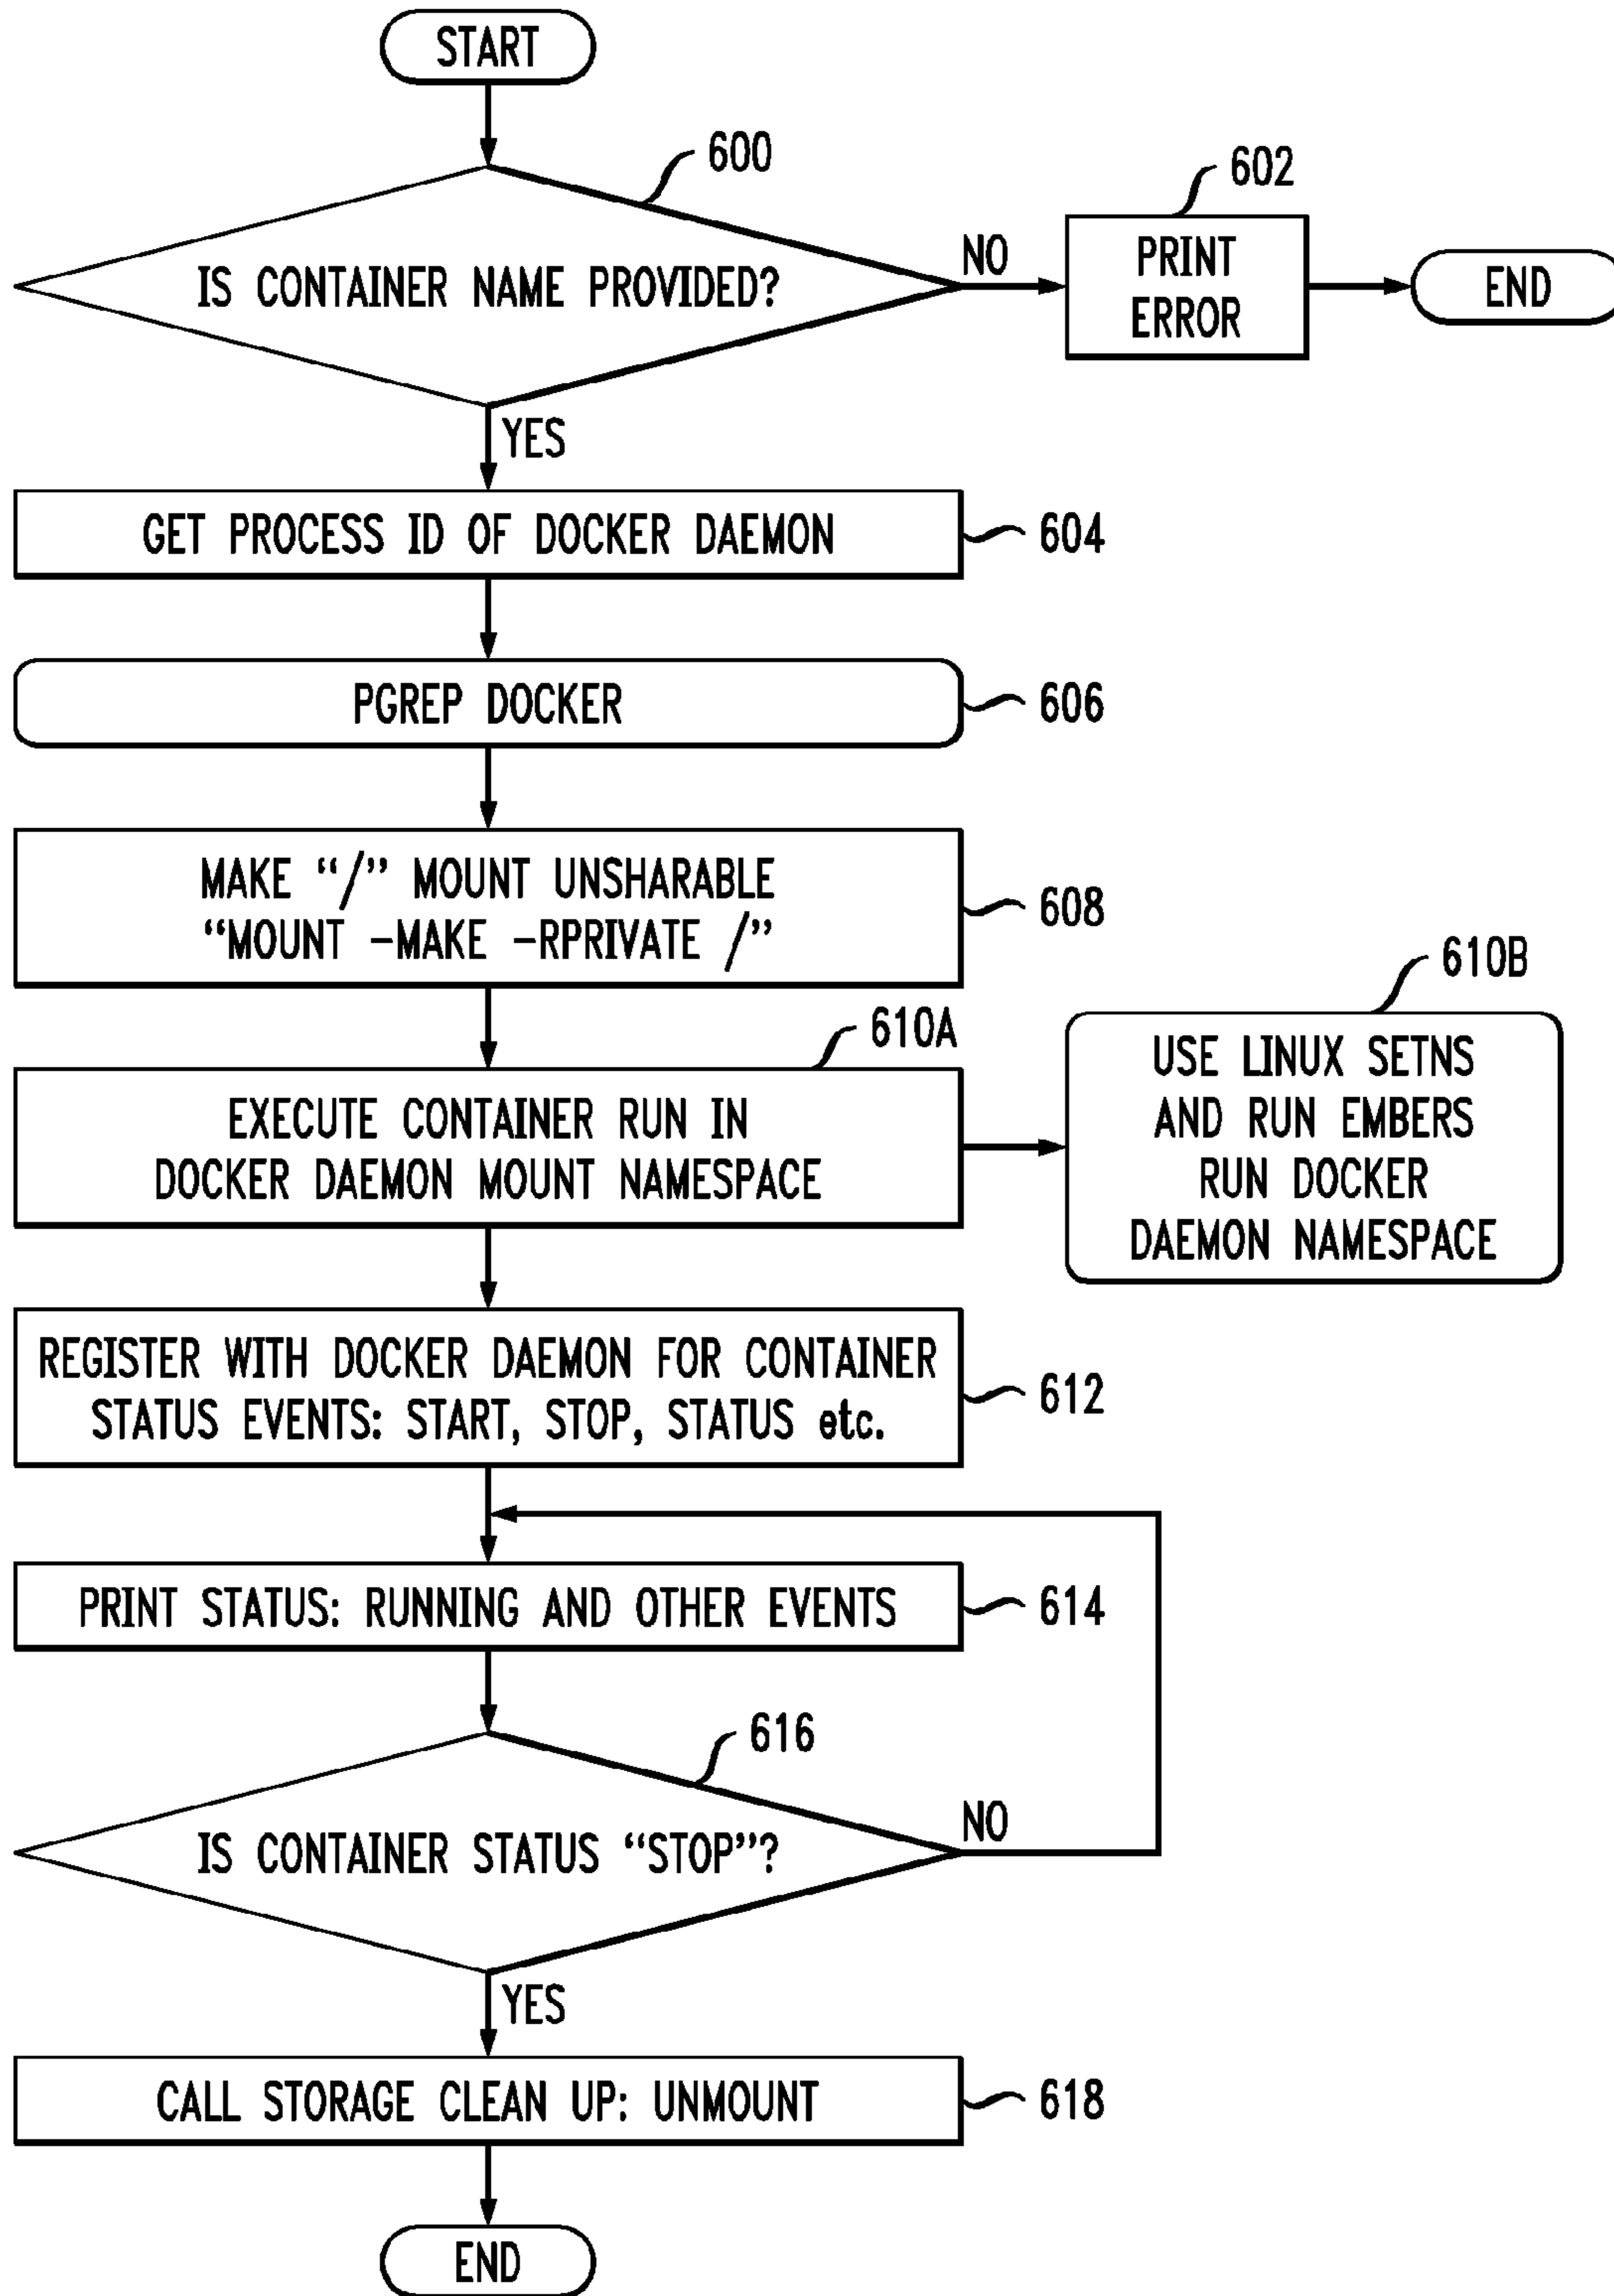 START
600
IS CONTAINER NAME PROVIDED?
NO
602
PRINT
ERROR
END
YES
GET PROCESS ID OF DOCKER DAEMON
604
PGREP DOCKER
606
MAKE “/” MOUNT UNSHARABLE
“MOUNT –MAKE –RPRIVATE /”
608
610A
EXECUTE CONTAINER RUN IN
DOCKER DAEMON MOUNT NAMESPACE
610B
USE LINUX SETNS
AND RUN EMBERS
RUN DOCKER
DAEMON NAMESPACE
REGISTER WITH DOCKER DAEMON FOR CONTAINER
STATUS EVENTS: START, STOP, STATUS etc.
612
PRINT STATUS: RUNNING AND OTHER EVENTS
614
616
IS CONTAINER STATUS “STOP”?
NO
YES
CALL STORAGE CLEAN UP: UNMOUNT
618
END